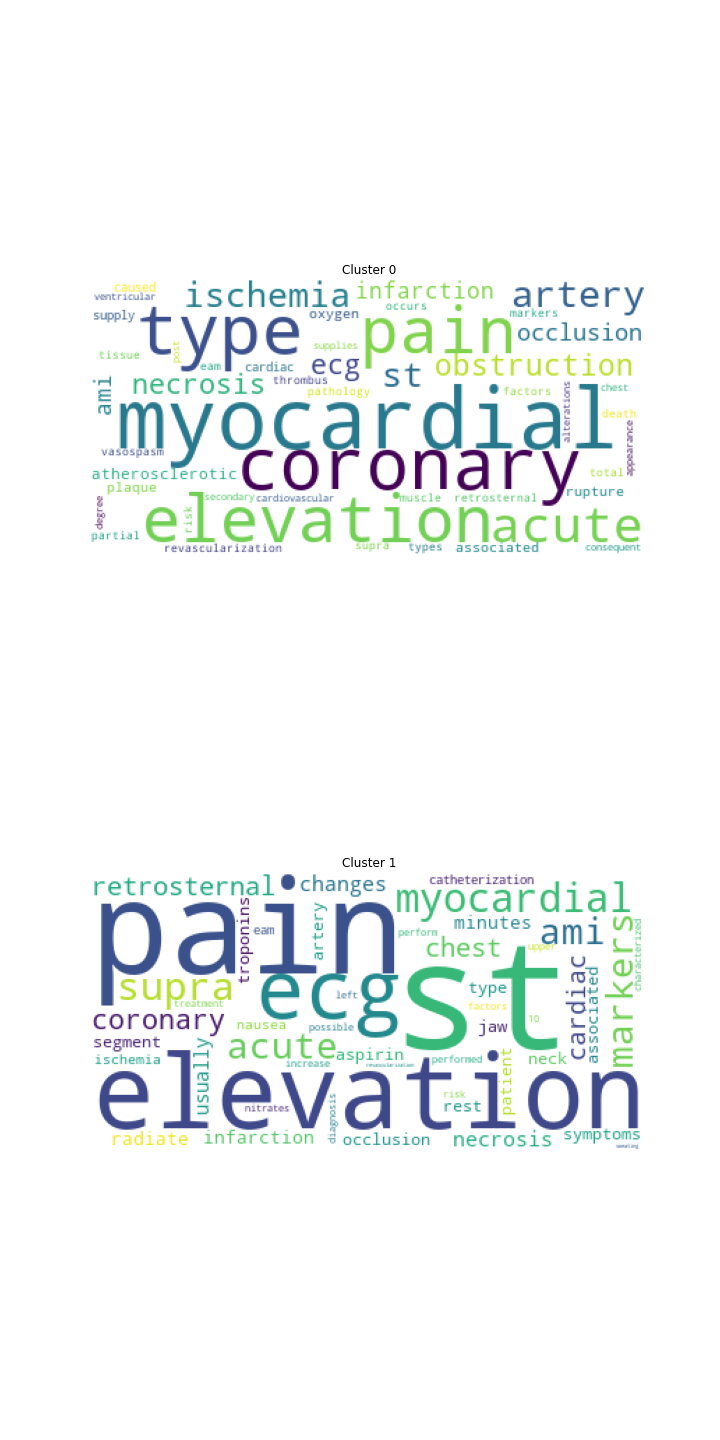 Cluster 0
caused
ventricular
ischemia
infarction
artery
supply
type
oxygen
occurs
markers
pain
occlusion
tissue
post
eam
cardiac
supplies
ecg
st
obstruction
ami
necrosis
thrombus
pathology
factors
chest
myocardial
alterations
death
vasospasm
coronary
appearance
atherosclerotic
total
plaque
degree
secondary
cardiovascular
muscle
retrosternal
rupture
partial
elevation
risk
acute
revascularization
supra
types
associated
consequent
Cluster 1
retrosternal
changes
catheterization
myocardial
pain
troponins
eam
artery
perform
minutes
ami
markers
characterized
supra
treatment
ecg
left
chest
upper
st
type
factors
cardiac
associated
coronary
nausea
possible
jaw
10
segment
ischemia
usually
acute
aspirin
increase
revascularization
performed
patient
neck
elevation
nitrates
diagnosis
risk
rest
radiate
infarction
occlusion
necrosis
symptoms
sweating